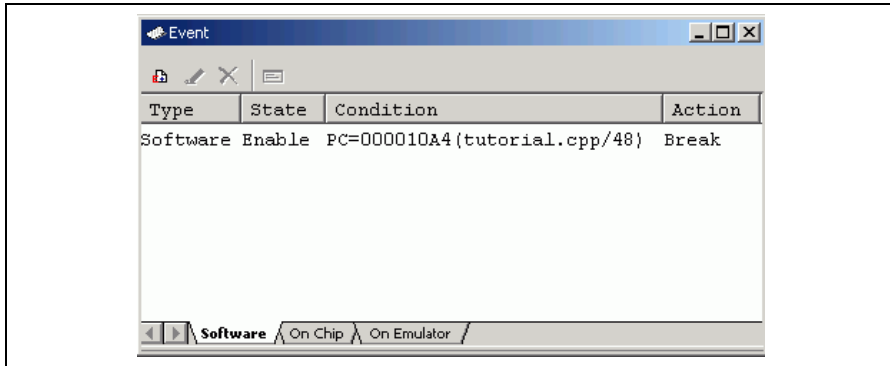 Event
Type State Condition Action
Software Enable PC=000010A4(tutorial.cpp/48) Break
Software On Chip On Emulator